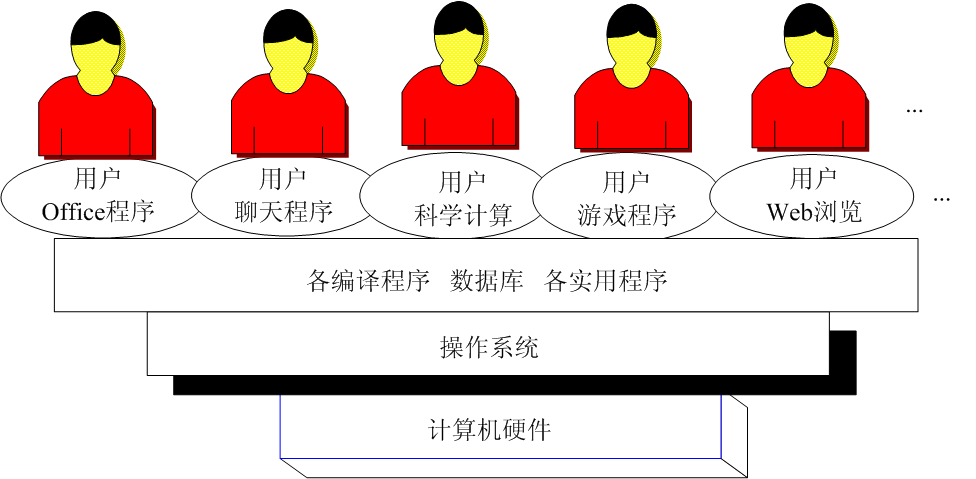 ...
用户
Office程序
用户
聊天程序
用户
科学计算
用户
游戏程序
用户
Web浏览
...
各编译程序 数据库 各实用程序
操作系统
计算机硬件